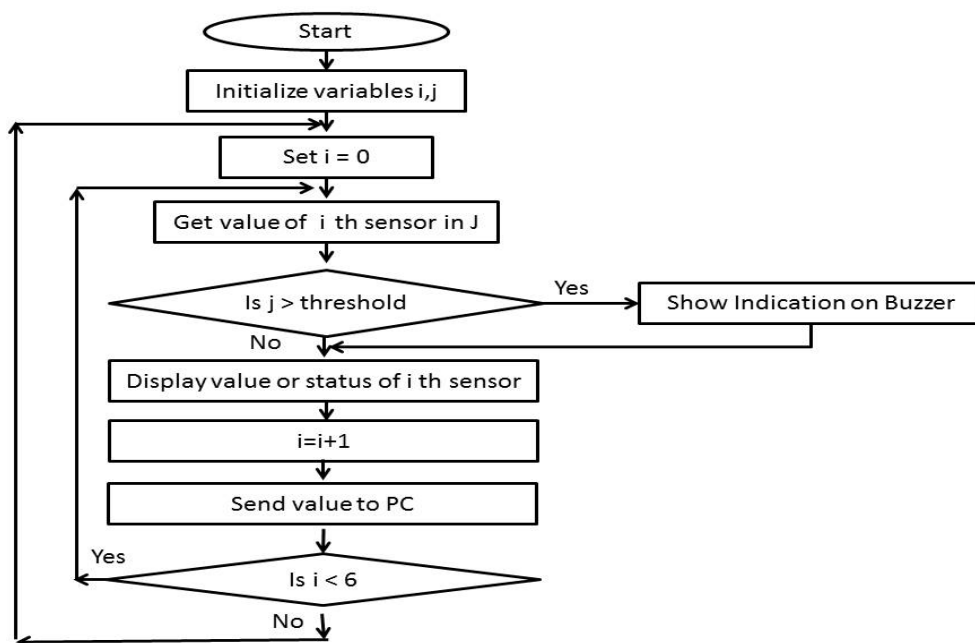 Start
Initialize variables i,j
Set i = 0
Get value of i th sensor in J
Is j > threshold
Yes
Show Indication on Buzzer
No
Display value or status of i th sensor
i=i+1
Send value to PC
Yes
Is i < 6
No